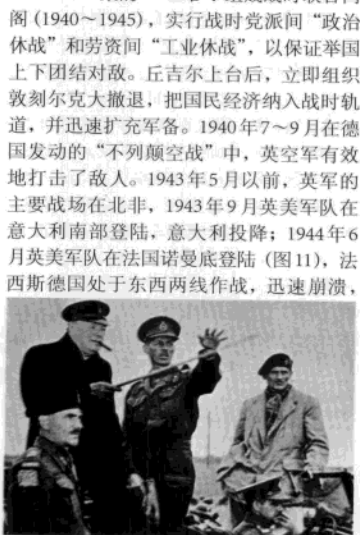 阁 (1940～1945)，实行战时党派间“政治
休战”和劳资间“工业休战”，以保证举国
上下团结对敌。丘吉尔上台后，立即组织
敦刻尔克大撤退，把国民经济纳入战时轨
道，并迅速扩充军备。1940年7～9月在德
国发动的“不列颠空战”中，英空军有效
地打击了敌人。1943年5月以前，英军的
主要战场在北非，1943年9月英美军队在
意大利南部登陆，意大利投降；1944年6
月英美军队在法国诺曼底登陆 (图11)，法
西斯德国处于东西两线作战，迅速崩溃，